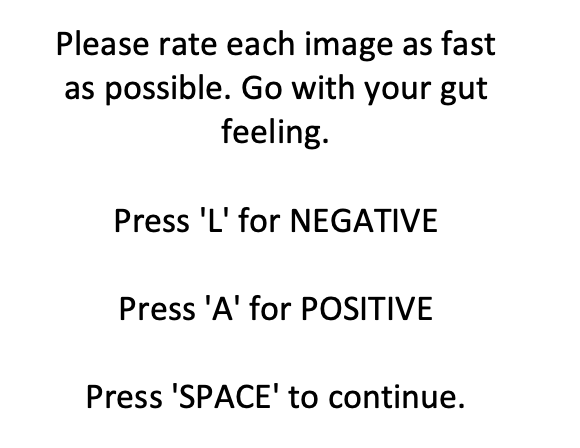 Please rate each image as fast
as possible. Go with your gut
feeling.
Press 'L' for NEGATIVE
Press 'A' for POSITIVE
Press 'SPACE' to continue.